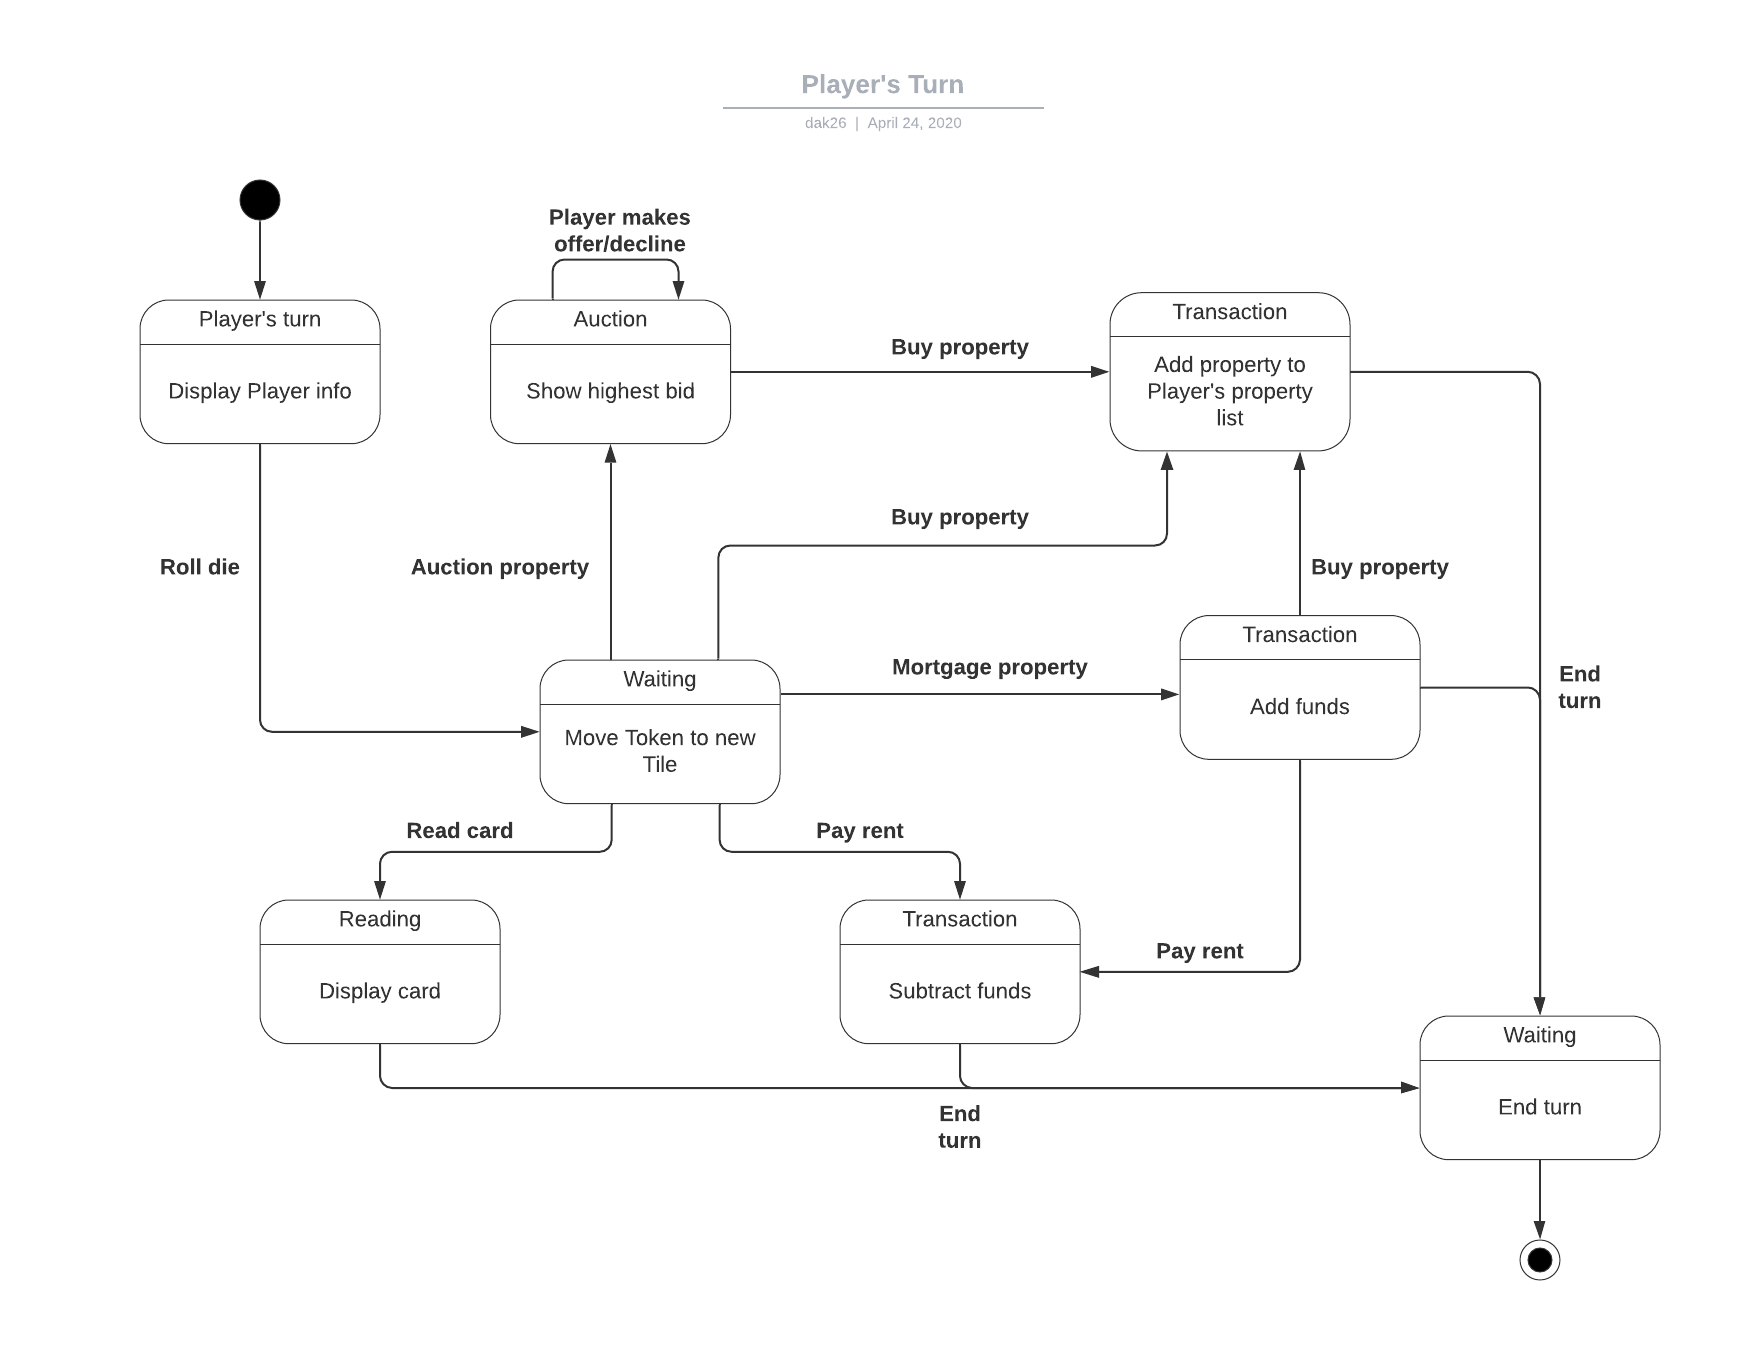 Player's Turn
dak26 | April 24, 2020
Player makes
offer/decline
Player's turn
Display Player info
Auction
Show highest bid
Buy property
Transaction
Add property to
Player's property
list
Roll die
Auction property
Buy property
Buy property
Waiting
Move Token to new
Tile
Mortgage property
Transaction
Add funds
End
turn
Read card
Pay rent
Reading
Display card
Transaction
Subtract funds
Pay rent
Waiting
End turn
End
turn